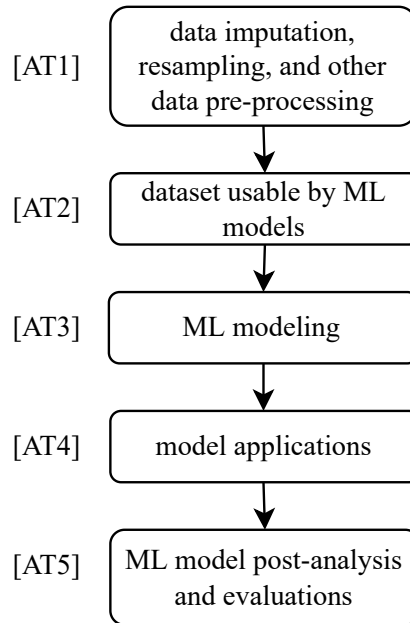 data imputation,
[AT1] resampling, and other
data pre-processing
[AT2] dataset usable by ML
models
[AT3] ML modeling
[AT4] model applications
[AT5] ML model post-analysis
and evaluations